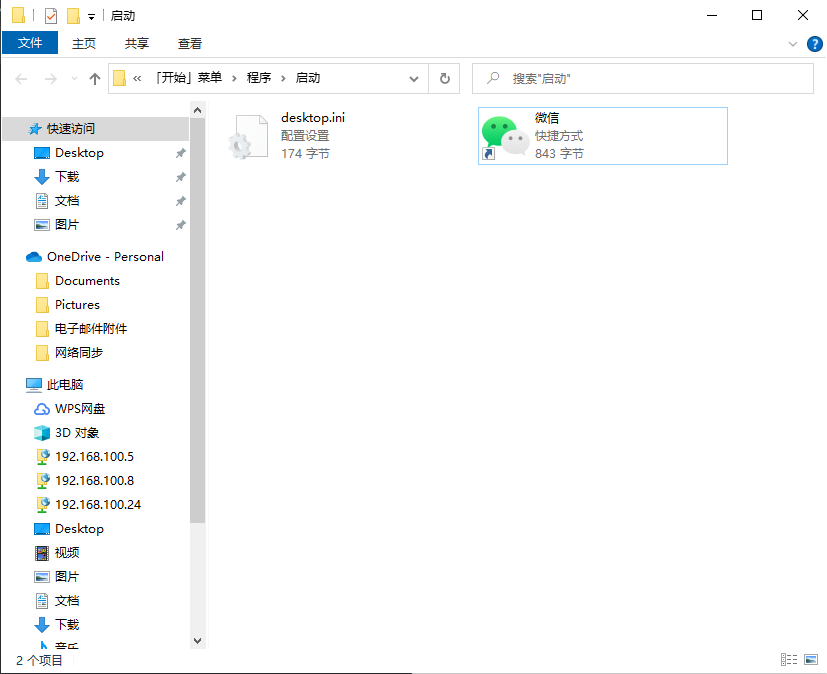 启动
文件 主页 共享 查看
« 「开始」菜单 › 程序 › 启动
搜索"启动"
快速访问
Desktop
下载
文档
图片
OneDrive - Personal
Documents
Pictures
电子邮件附件
网络同步
此电脑
WPS网盘
3D 对象
192.168.100.5
192.168.100.8
192.168.100.24
Desktop
视频
图片
文档
下载
音乐
desktop.ini
配置设置
174 字节
微信
快捷方式
843 字节
2 个项目